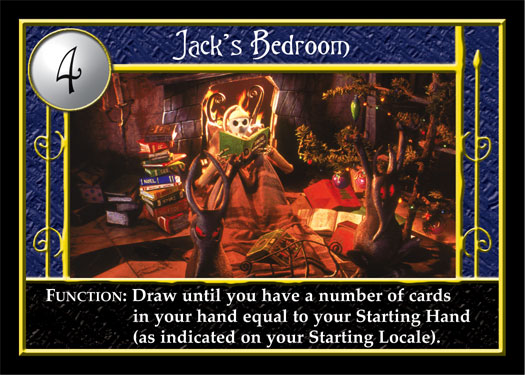 Jack's Bedroom
4
NOEL!
FUNCTION: Draw until you have a number of cards
in your hand equal to your Starting Hand
(as indicated on your Starting Locale).